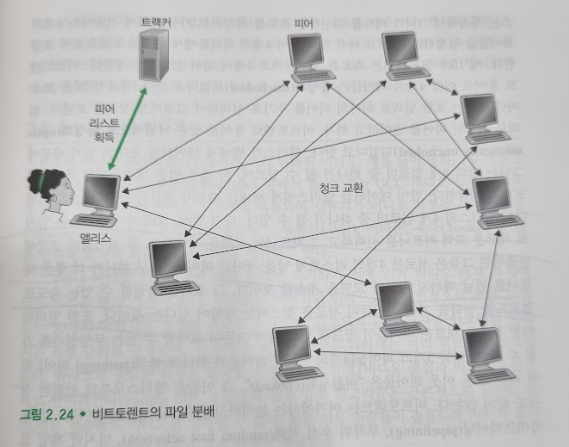 트랙커
피어
피어
리스트
획득
청크 교환
앨리스
그림 2.24 • 비트토렌트의 파일 분배